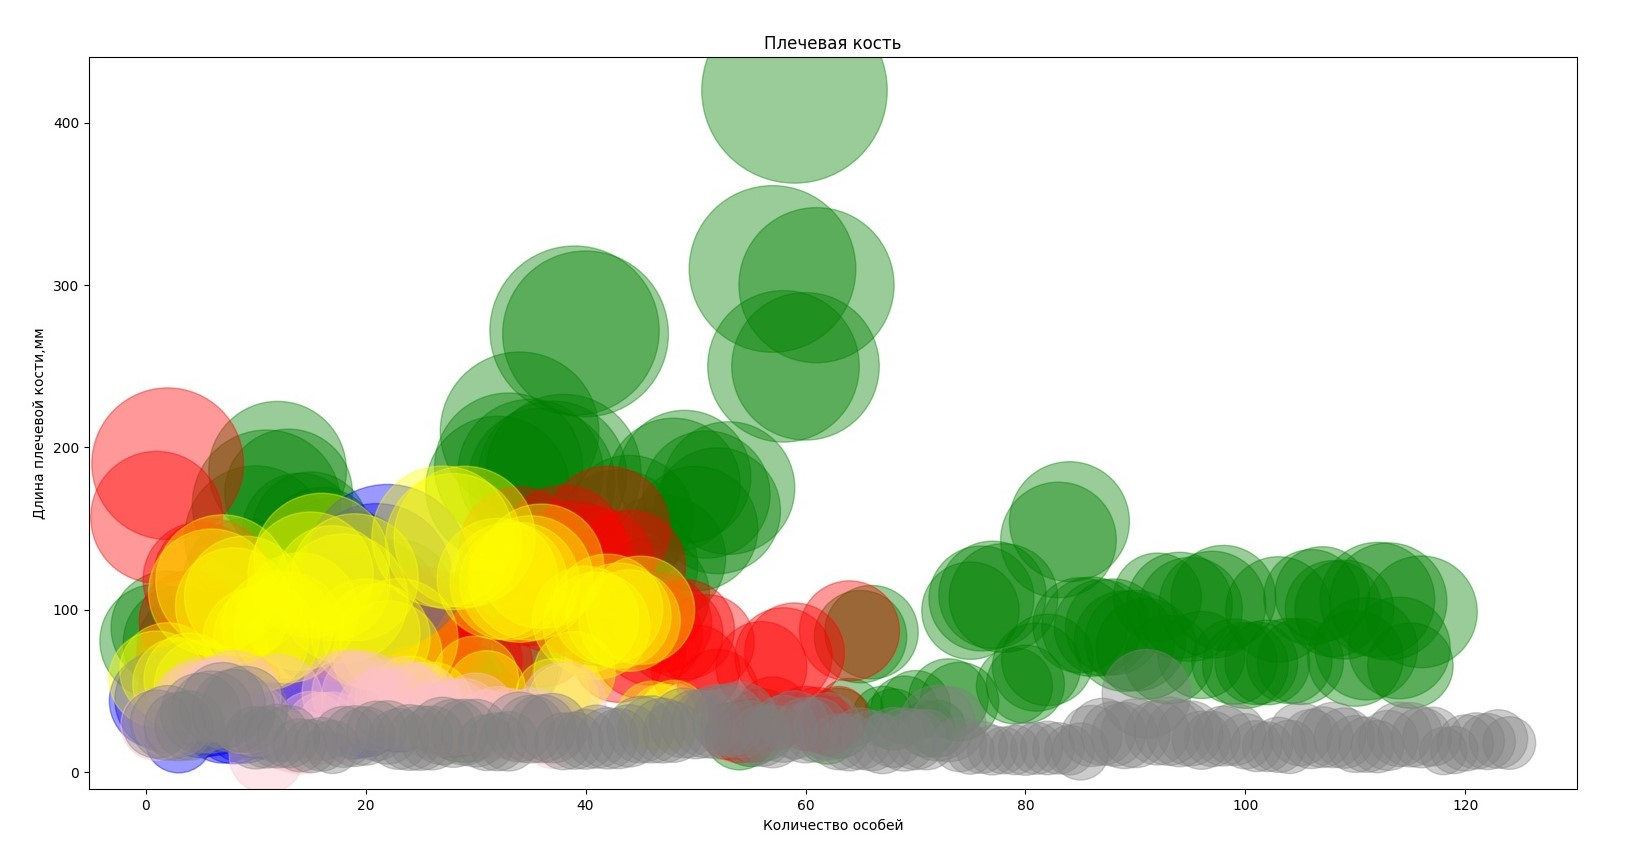 Плечевая кость
Длина плечевой кости,мм
400
300
200
100
0
0 20 40 60 80 100 120
Количество особей